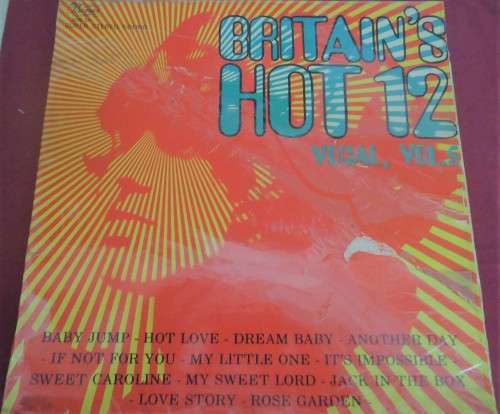 BRITAIN'S
HOT 12
VOCAL, VOL.5
BABY JUMP - HOT LOVE - DREAM BABY - ANOTHER DAY
- IF NOT FOR YOU - MY LITTLE ONE - IT'S IMPOSSIBLE -
SWEET CAROLINE - MY SWEET LORD - JACK IN THE BOX
- LOVE STORY - ROSE GARDEN -